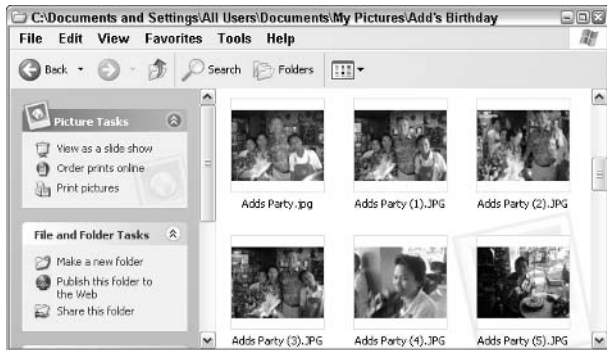 C:\Documents and Settings\All Users\Documents\My Pictures\Add's Birthday
File Edit View Favorites Tools Help
Back Search Folders
Picture Tasks
View as a slide show
Order prints online
Print pictures
File and Folder Tasks
Make a new folder
Publish this folder to
the Web
Share this folder
Adds Party.jpg Adds Party (1).JPG Adds Party (2).JPG
Adds Party (3).JPG Adds Party (4).JPG Adds Party (5).JPG